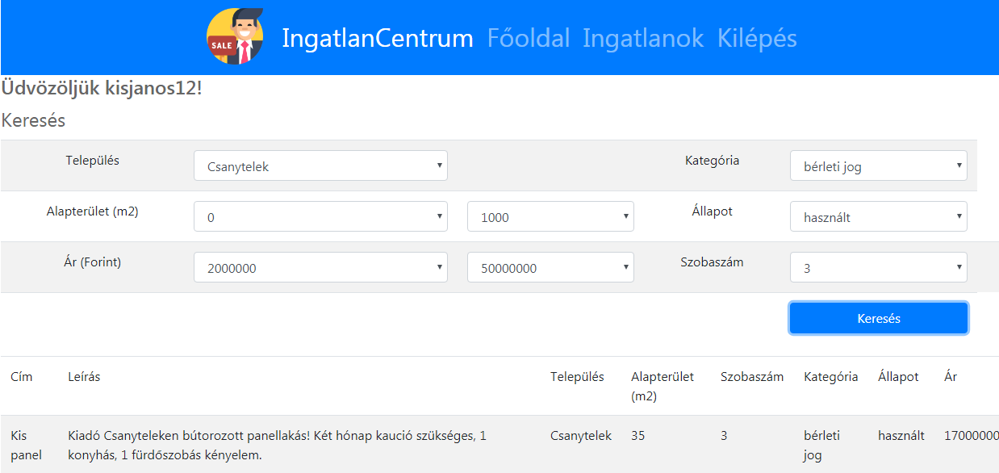 SALE
IngatlanCentrum Főoldal Ingatlanok Kilépés
Üdvözöljük kisjanos12!
Keresés
Település Csanytelek Kategória bérleti jog
Alapterület (m2) 0 1000 Állapot használt
Ár (Forint) 2000000 50000000 Szobaszám 3
Keresés
Cím Leírás Település Alapterület (m2) Szobaszám Kategória Állapot Ár
Kis panel Kiadó Csanyteleken bútorozott panellakás! Két hónap kaució szükséges, 1 konyhás, 1 fürdőszobás kényelem. Csanytelek 35 3 bérleti jog használt 17000000